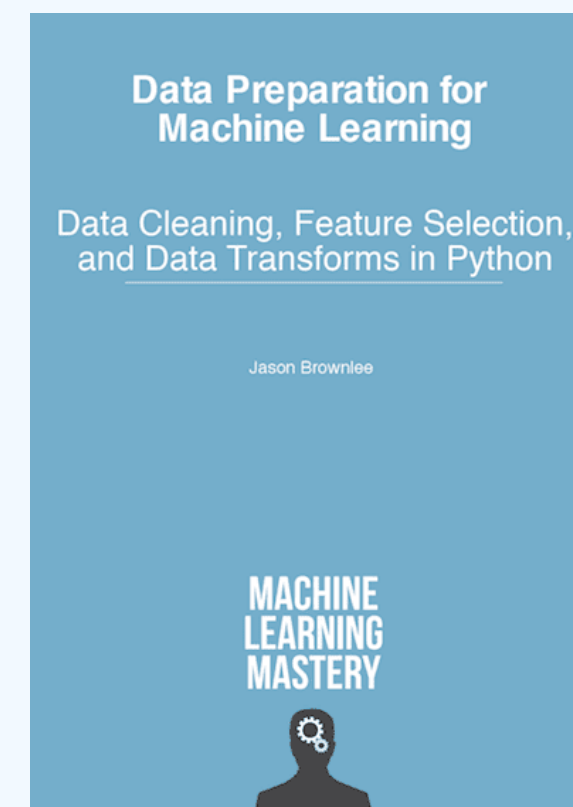 Data Preparation for
Machine Learning
Data Cleaning, Feature Selection,
and Data Transforms in Python
Jason Brownlee
MACHINE
LEARNING
MASTERY